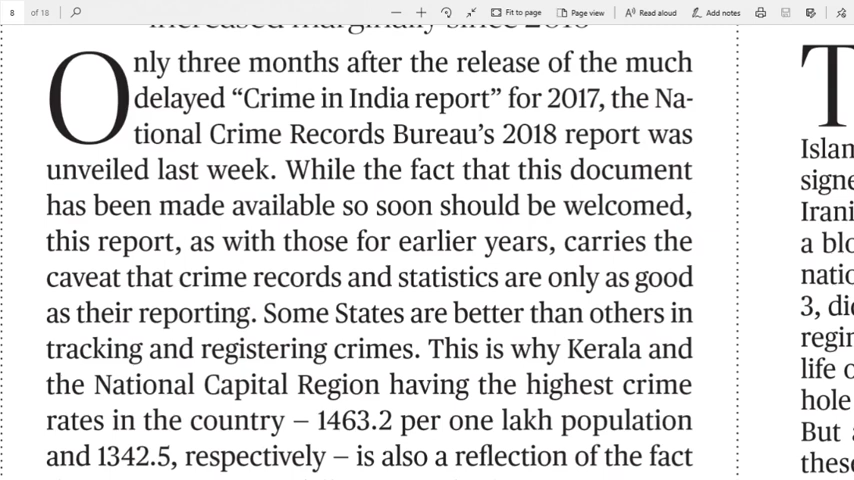 8 of 18 Fit to page Page view Read aloud Add notes
increased marginally since 2016
Only three months after the release of the much
delayed “Crime in India report” for 2017, the Na-
tional Crime Records Bureau’s 2018 report was
unveiled last week. While the fact that this document
has been made available so soon should be welcomed,
this report, as with those for earlier years, carries the
caveat that crime records and statistics are only as good
as their reporting. Some States are better than others in
tracking and registering crimes. This is why Kerala and
the National Capital Region having the highest crime
rates in the country – 1463.2 per one lakh population
and 1342.5, respectively – is also a reflection of the fact
T
Islam
signe
Irani
a blo
natio
3, di
regin
life o
hole
But a
these